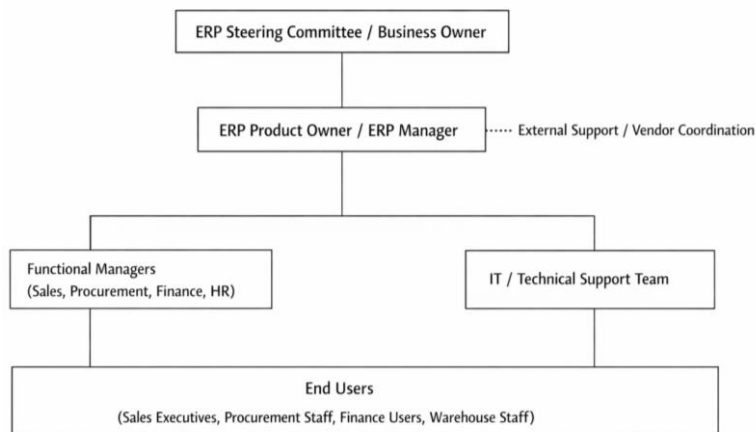 ERP Steering Committee / Business Owner
ERP Product Owner / ERP Manager
External Support / Vendor Coordination
Functional Managers
(Sales, Procurement, Finance, HR)
IT / Technical Support Team
End Users
(Sales Executives, Procurement Staff, Finance Users, Warehouse Staff)